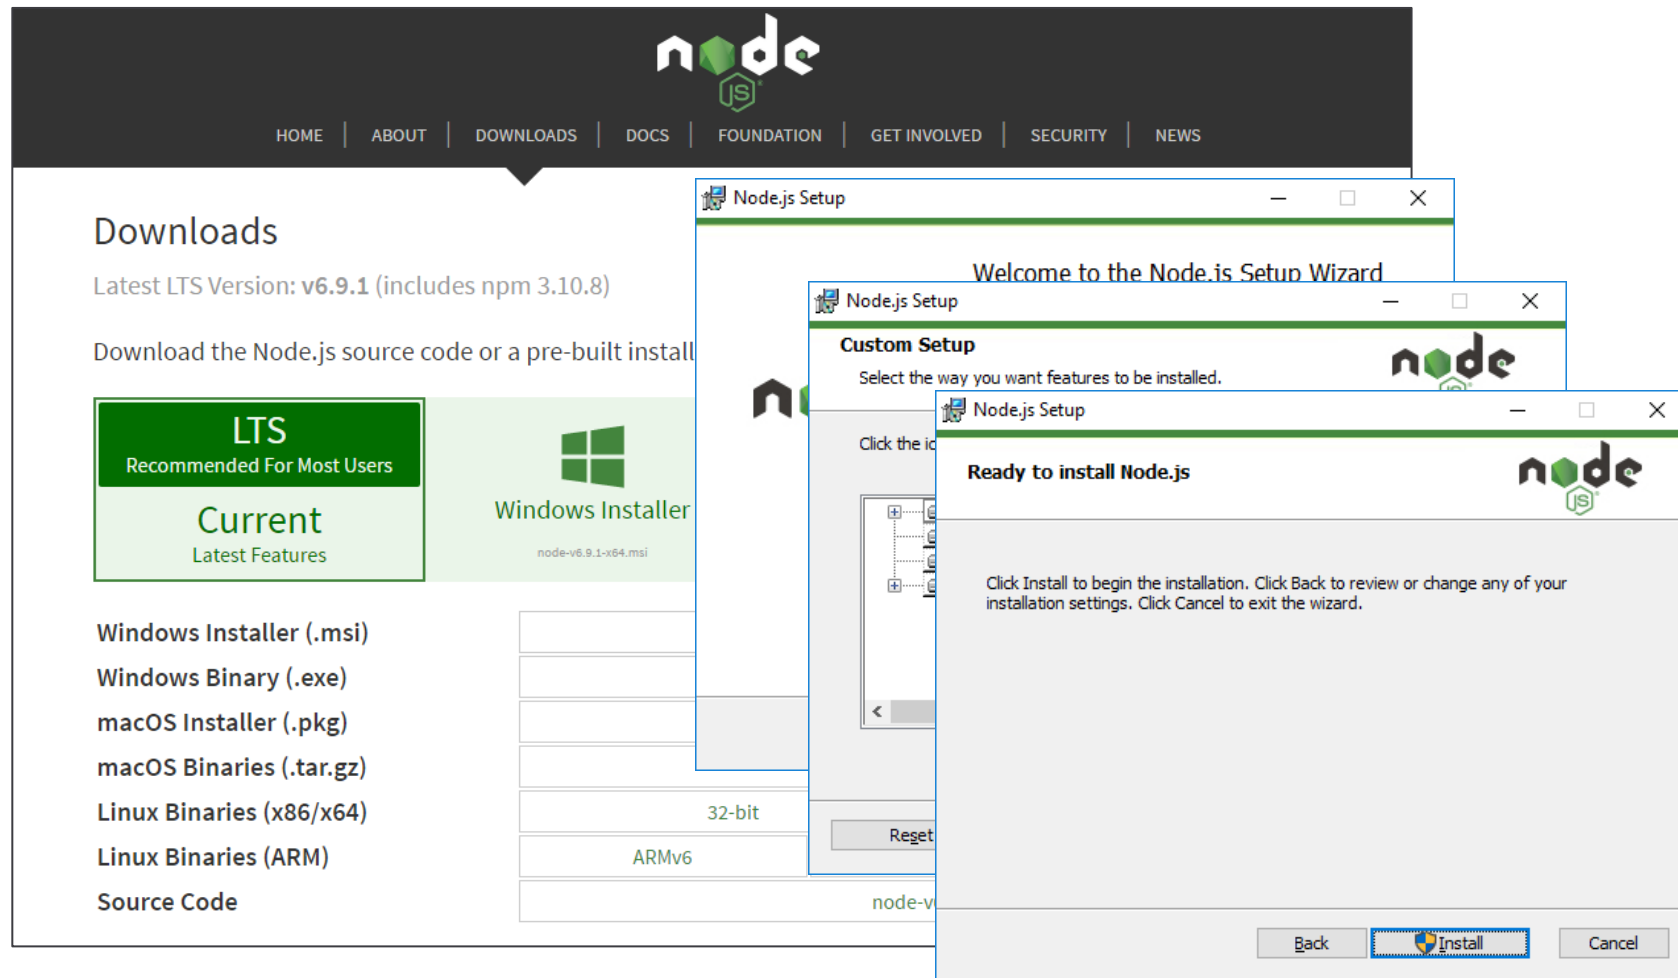 node
JS
HOME ABOUT DOWNLOADS DOCS FOUNDATION GET INVOLVED SECURITY NEWS
Downloads
Latest LTS Version: v6.9.1 (includes npm 3.10.8)
Download the Node.js source code or a pre-built install
LTS
Recommended For Most Users
Current
Latest Features
Windows Installer
node-v6.9.1-x64.msi
Windows Installer (.msi)
Windows Binary (.exe)
macOS Installer (.pkg)
macOS Binaries (.tar.gz)
Linux Binaries (x86/x64) 32-bit
Linux Binaries (ARM) ARMv6
Source Code node-v
Node.js Setup
Welcome to the Node.js Setup Wizard
n
Node.js Setup
Custom Setup
Select the way you want features to be installed.
node
JS
Click the ic
Reset
Node.js Setup
Ready to install Node.js
node
JS
Click Install to begin the installation. Click Back to review or change any of your
installation settings. Click Cancel to exit the wizard.
Back Install Cancel